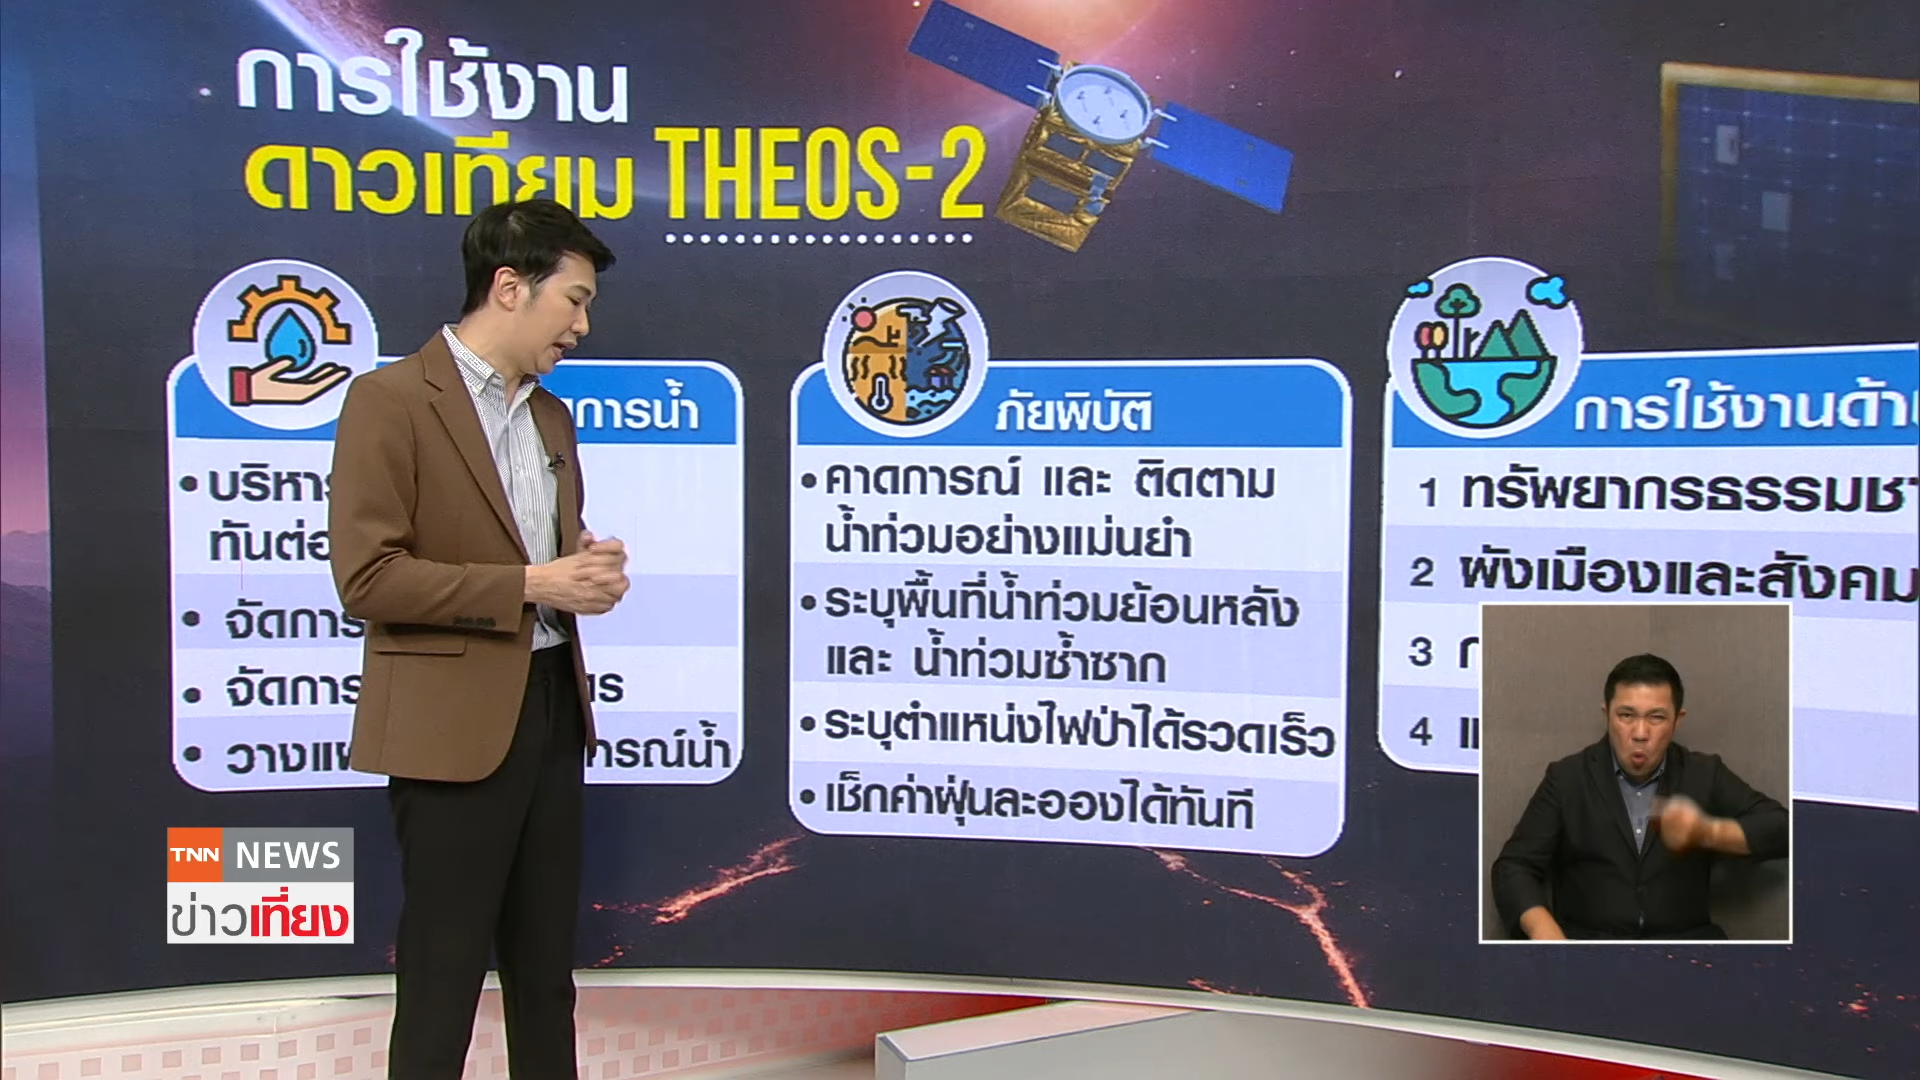 การใช้งาน
ดาวเทียม THEOS-2
การน้ำ
• บริหาร
ทันต่อ
• จัดการ
• จัดการ
• วางแผ
ารณ์น้ำ
ภัยพิบัติ
• คาดการณ์ และ ติดตาม
น้ำท่วมอย่างแม่นยำ
• ระบุพื้นที่น้ำท่วมย้อนหลัง
และ น้ำท่วมซ้ำซาก
• ระบุตำแหน่งไฟป่าได้รวดเร็ว
• เช็กค่าฝุ่นละอองได้ทันที
การใช้งานด้าน
1 ทรัพยากรธรรมชา
2 ผังเมืองและสังคม
3
4
TNN NEWS
ข่าวเที่ยง